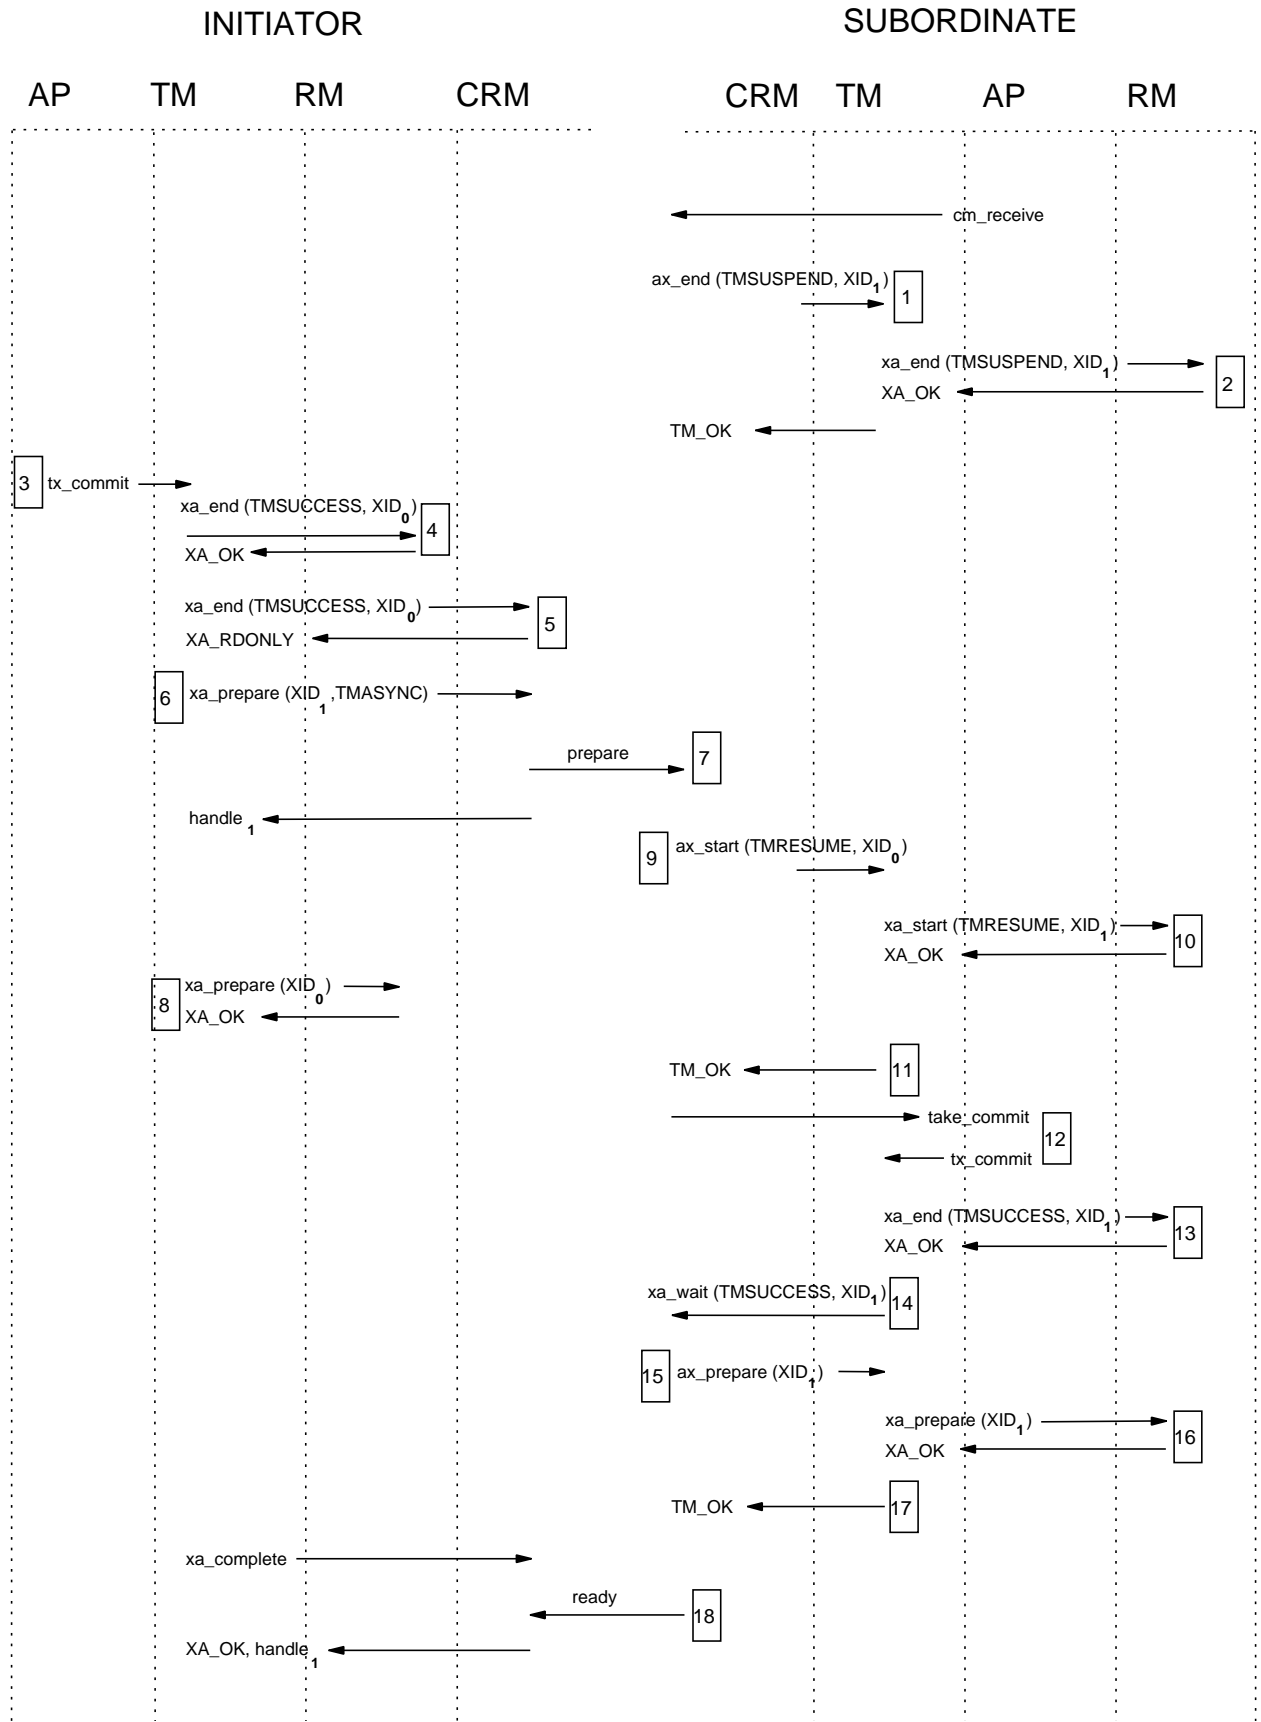 INITIATOR SUBORDINATE
AP TM RM CRM CRM TM AP RM
cm_receive
ax_end (TMSUSPEND, XID1) 1
xa_end (TMSUSPEND, XID1) 2
XA_OK
TM_OK
3 tx_commit
xa_end (TMSUCCESS, XID0) 4
XA_OK
xa_end (TMSUCCESS, XID0) 5
XA_RDONLY
6 xa_prepare (XID1 ,TMASYNC)
prepare 7
handle 1
9 ax_start (TMRESUME, XID0)
xa_start (TMRESUME, XID1) 10
XA_OK
8 xa_prepare (XID0)
XA_OK
TM_OK 11
take_commit 12
tx_commit
xa_end (TMSUCCESS, XID1) 13
XA_OK
xa_wait (TMSUCCESS, XID1) 14
15 ax_prepare (XID1)
xa_prepare (XID1) 16
XA_OK
TM_OK 17
xa_complete
ready 18
XA_OK, handle 1